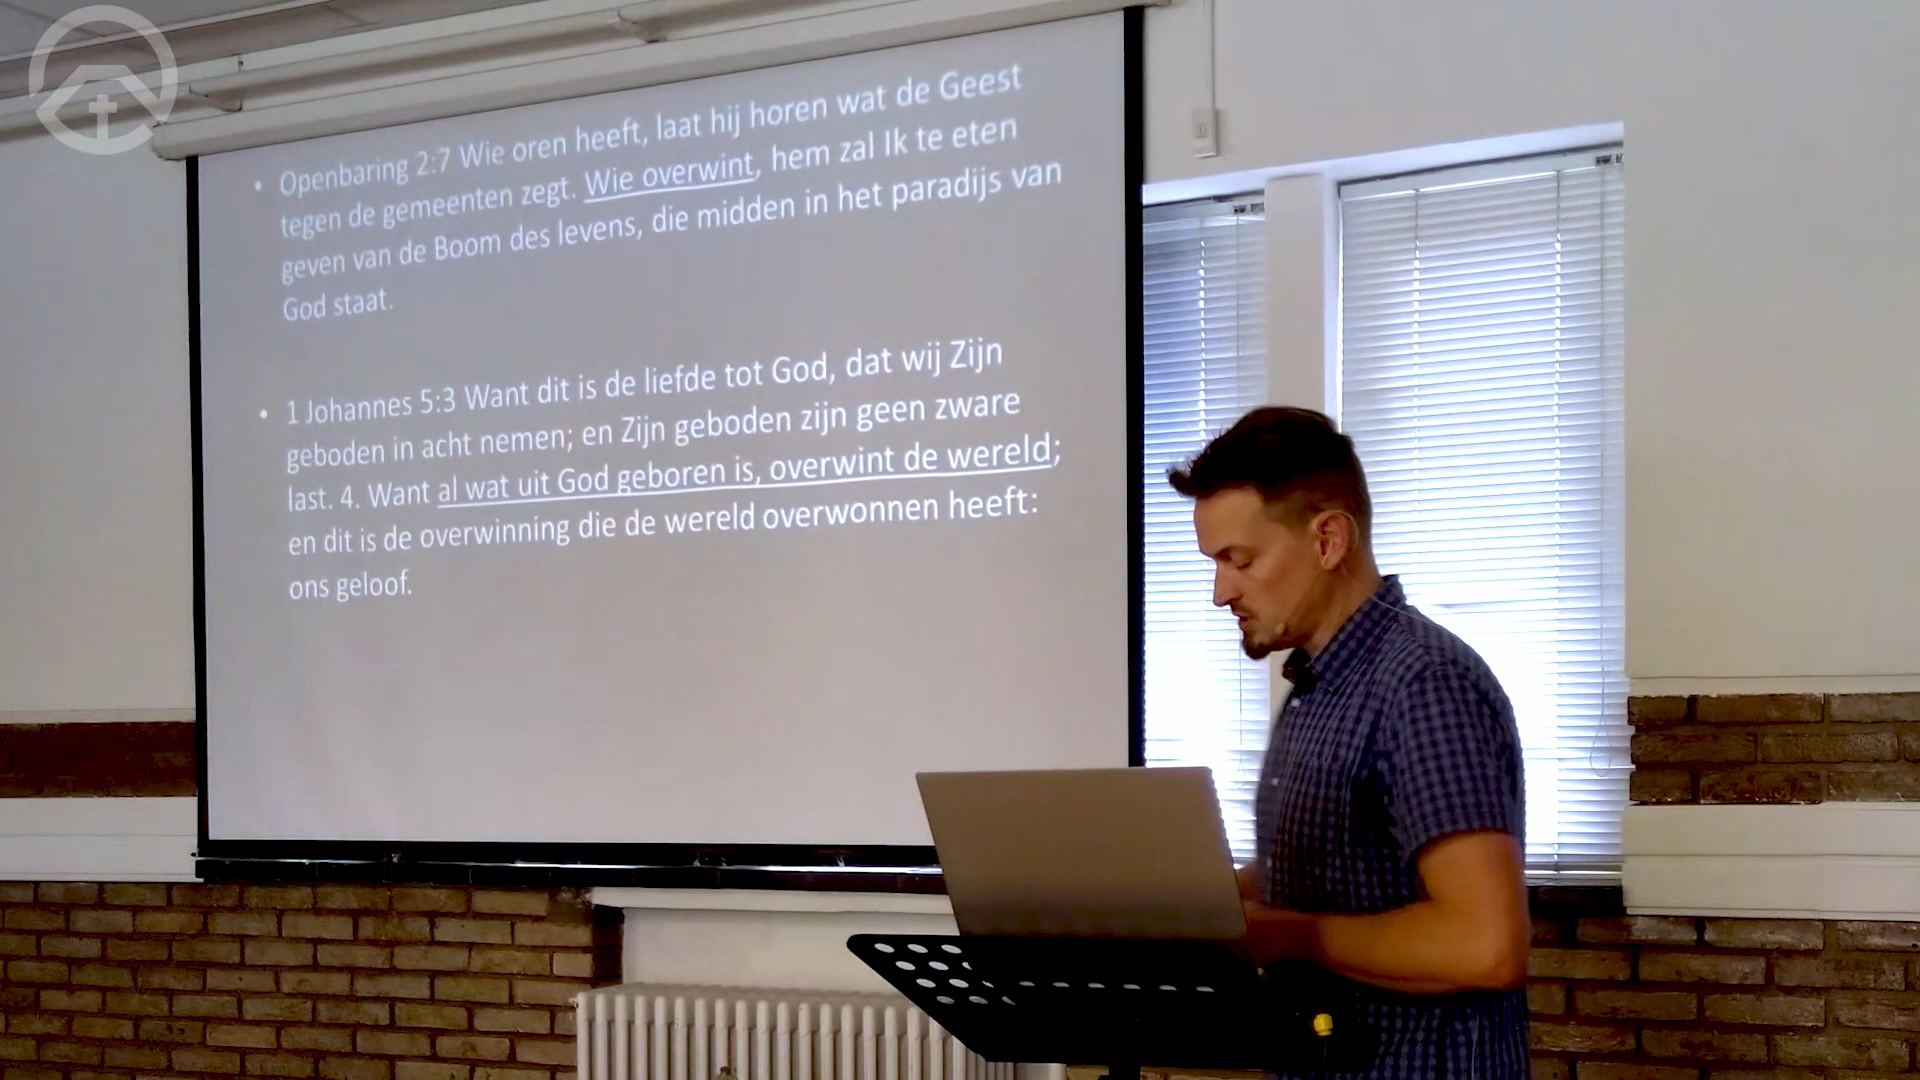 • Openbaring 2:7 Wie oren heeft, laat hij horen wat de Geest
tegen de gemeenten zegt. Wie overwint, hem zal Ik te eten
geven van de Boom des levens, die midden in het paradijs van
God staat.
• 1 Johannes 5:3 Want dit is de liefde tot God, dat wij Zijn
geboden in acht nemen; en Zijn geboden zijn geen zware
last. 4. Want al wat uit God geboren is, overwint de wereld;
en dit is de overwinning die de wereld overwonnen heeft:
ons geloof.